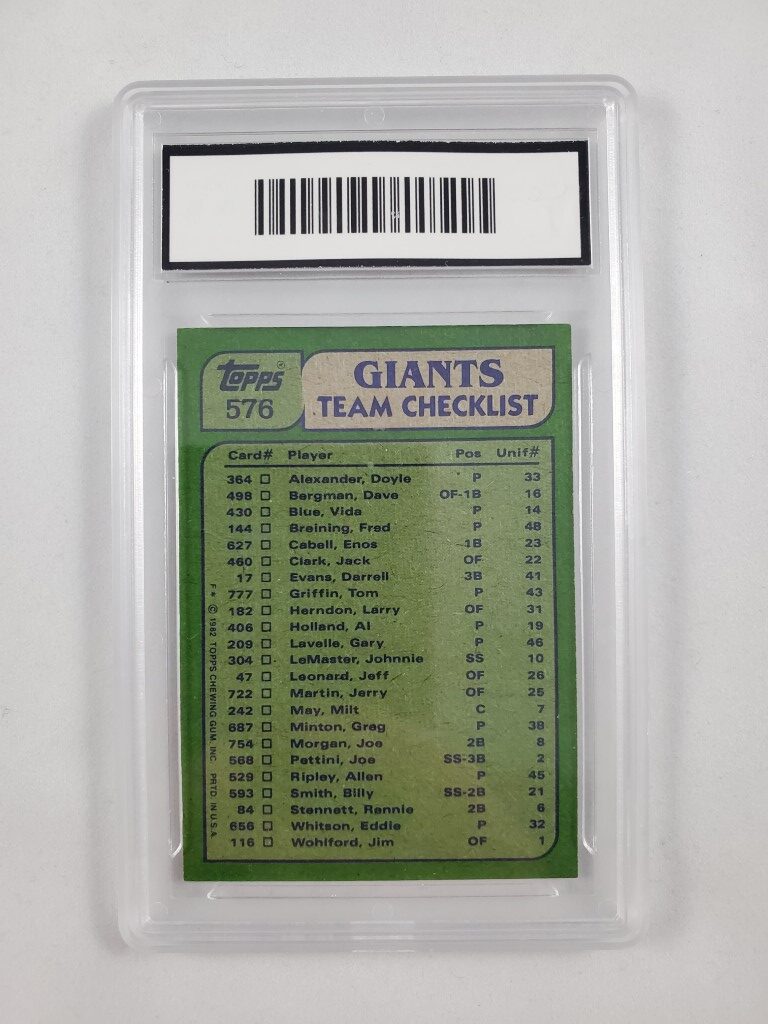 Topps
576
GIANTS
TEAM CHECKLIST
Card# Player Pos Unif#
364 Alexander, Doyle P 33
498 Bergman, Dave OF-1B 16
430 Blue, Vida P 14
144 Breining, Fred P 48
627 Cabell, Enos 1B 23
460 Clark, Jack OF 22
17 Evans, Darrell 3B 41
777 Griffin, Tom P 43
182 Herndon, Larry OF 31
406 Holland, Al P 19
209 Lavelle, Gary P 46
304 LeMaster, Johnnie SS 10
47 Leonard, Jeff OF 26
722 Martin, Jerry OF 25
242 May, Milt C 7
687 Minton, Greg P 38
754 Morgan, Joe 2B 8
568 Pettini, Joe SS-3B 2
529 Ripley, Allen P 45
593 Smith, Billy SS-2B 21
84 Stennett, Rennie 2B 6
656 Whitson, Eddie P 32
116 Wohlford, Jim OF 1
F* © 1982 TOPPS CHEWING GUM, INC. PRTD. IN U.S.A.